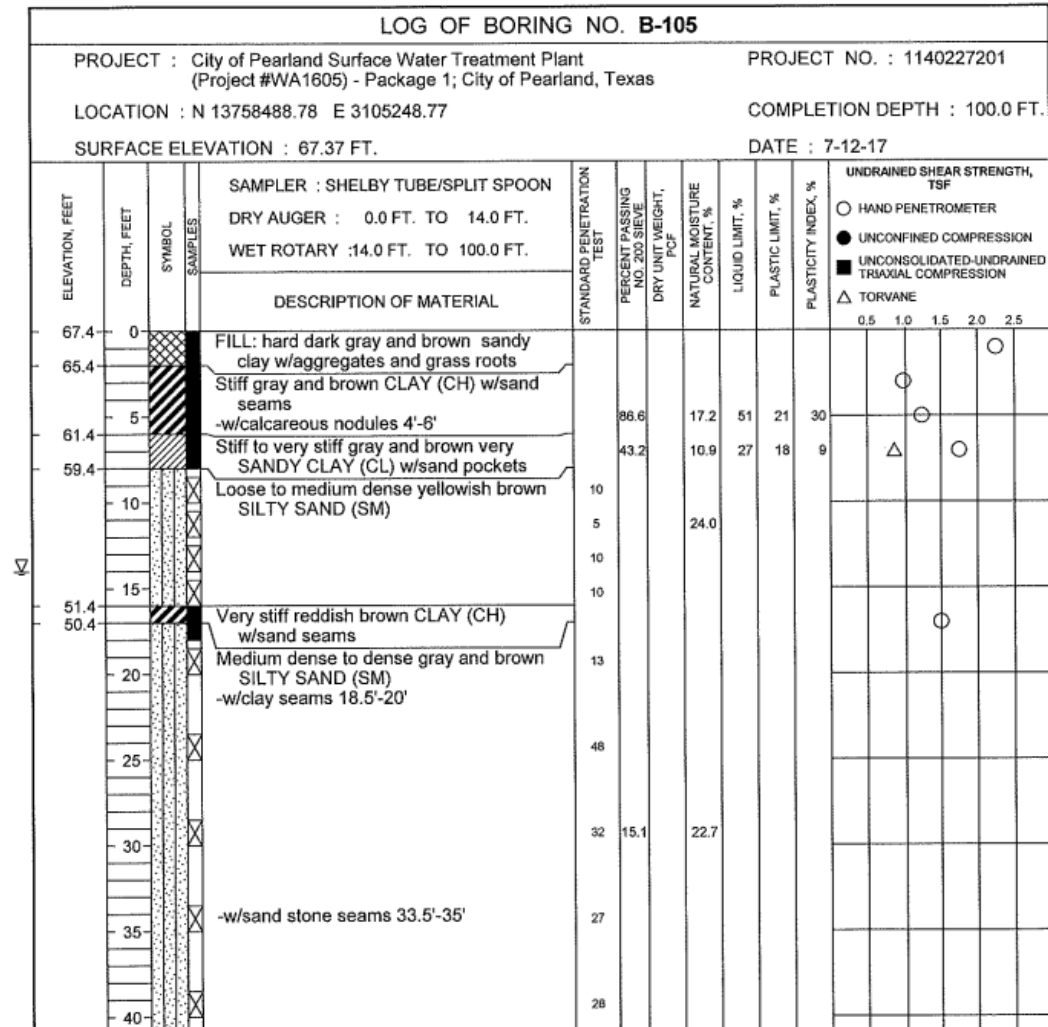 LOG OF BORING NO. B-105
PROJECT : City of Pearland Surface Water Treatment Plant
(Project #WA1605) - Package 1; City of Pearland, Texas
PROJECT NO. : 1140227201
LOCATION : N 13758488.78 E 3105248.77
COMPLETION DEPTH : 100.0 FT.
SURFACE ELEVATION : 67.37 FT.
DATE : 7-12-17
ELEVATION, FEET
DEPTH, FEET
SYMBOL
SAMPLES
SAMPLER : SHELBY TUBE/SPLIT SPOON
DRY AUGER : 0.0 FT. TO 14.0 FT.
WET ROTARY :14.0 FT. TO 100.0 FT.
DESCRIPTION OF MATERIAL
STANDARD PENETRATION
TEST
PERCENT PASSING
NO. 200 SIEVE
DRY UNIT WEIGHT,
PCF
NATURAL MOISTURE
CONTENT, %
LIQUID LIMIT, %
PLASTIC LIMIT, %
PLASTICITY INDEX, %
UNDRAINED SHEAR STRENGTH,
TSF
HAND PENETROMETER
UNCONFINED COMPRESSION
UNCONSOLIDATED-UNDRAINED
TRIAXIAL COMPRESSION
TORVANE
0.5 1.0 1.5 2.0 2.5
67.4 0 FILL: hard dark gray and brown sandy
clay w/aggregates and grass roots
65.4
Stiff gray and brown CLAY (CH) w/sand
seams
5 -w/calcareous nodules 4'-6' 86.6 17.2 51 21 30
61.4
Stiff to very stiff gray and brown very 43.2 10.9 27 18 9
SANDY CLAY (CL) w/sand pockets
59.4
Loose to medium dense yellowish brown 10
10 SILTY SAND (SM)
5 24.0
10
15 10
51.4
Very stiff reddish brown CLAY (CH)
50.4
w/sand seams
Medium dense to dense gray and brown 13
20 SILTY SAND (SM)
-w/clay seams 18.5'-20'
48
25
32 15.1 22.7
30
-w/sand stone seams 33.5'-35' 27
35
28
40